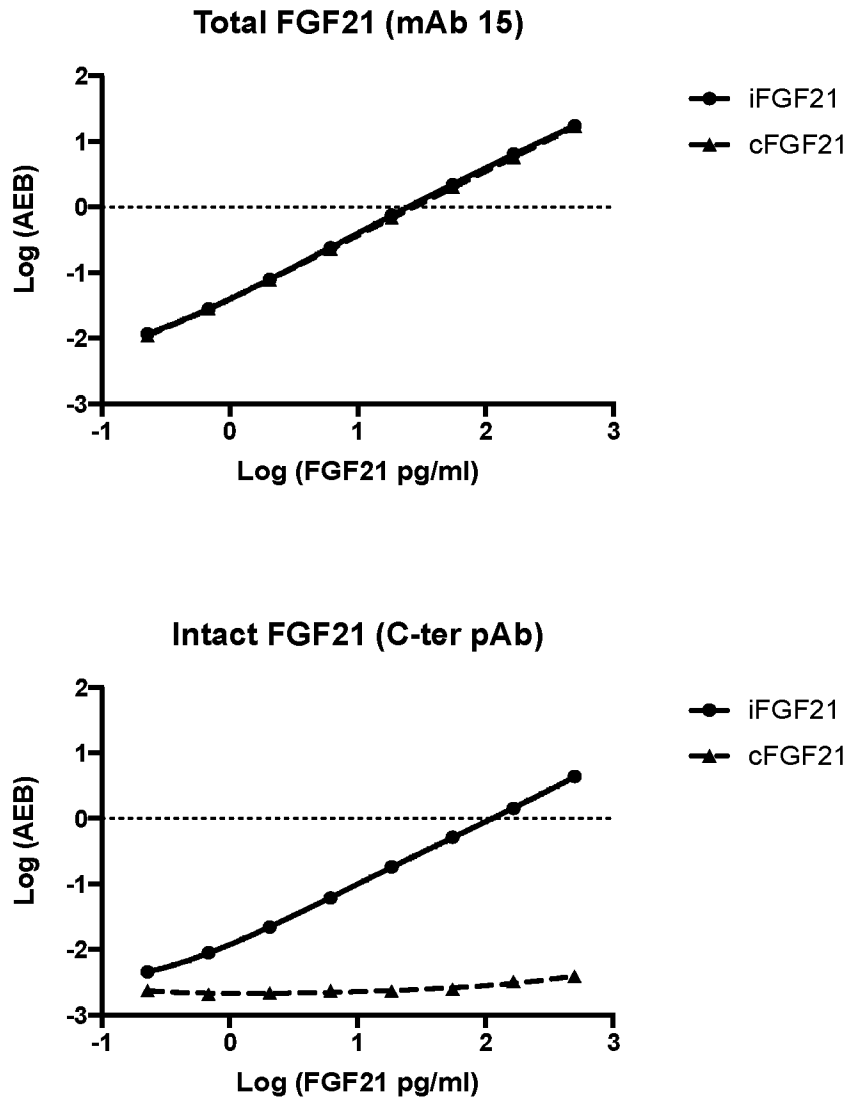 Total FGF21 (mAb 15)
2
1
0
-1
-2
-3
Log (AEB)
-1 0 1 2 3
Log (FGF21 pg/ml)
iFGF21
cFGF21
Intact FGF21 (C-ter pAb)
2
1
0
-1
-2
-3
Log (AEB)
-1 0 1 2 3
Log (FGF21 pg/ml)
iFGF21
cFGF21